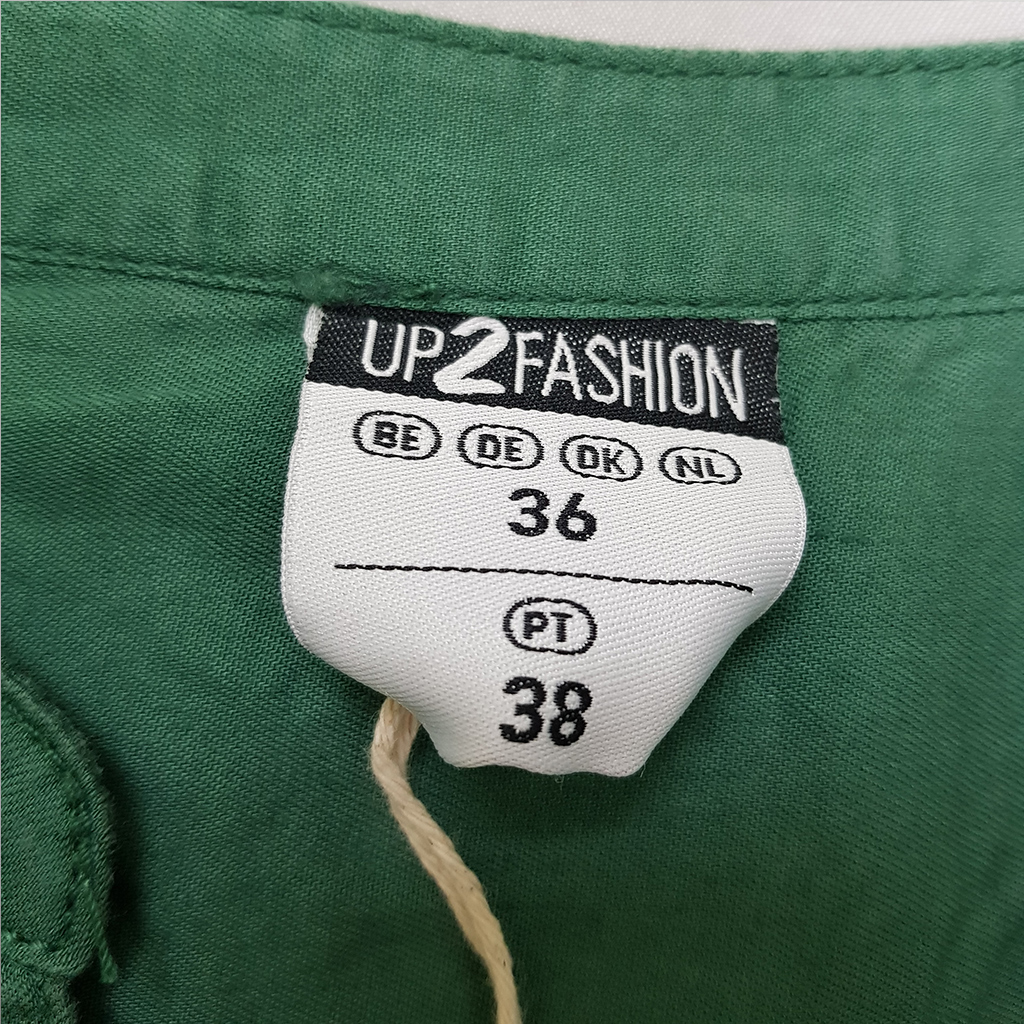 UP2FASHION
BE DE DK NL
36
PT
38